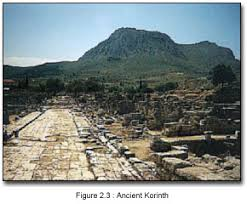 Figure 2.3 : Ancient Korinth